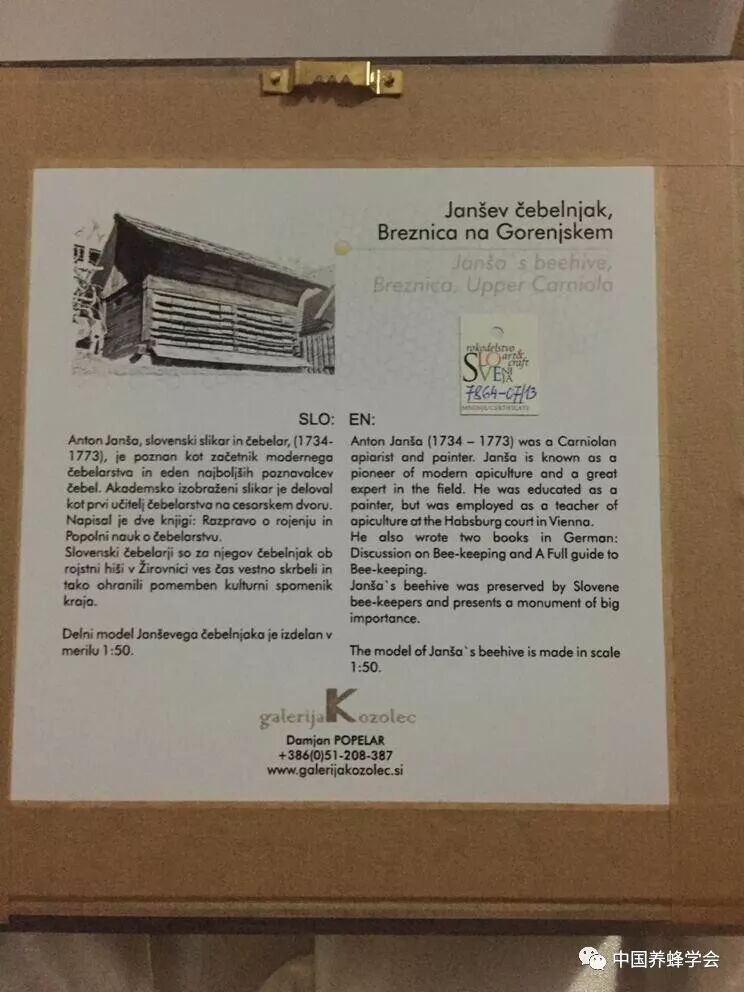 Janšev čebelnjak,
Breznica na Gorenjskem
Janša`s beehive,
Breznica, Upper Carniola
rokodelstvo
art&
craft
SLOVENIJA
7864-07/13
SLO:
Anton Janša, slovenski slikar in čebelar, (1734-
1773), je poznan kot začetnik modernega
čebelarstva in eden najboljših poznavalcev
čebel. Akademsko izobraženi slikar je deloval
kot prvi učitelj čebelarstva na cesarskem dvoru.
Napisal je dve knjigi: Razpravo o rojenju in
Popolni nauk o čebelarstvu.
Slovenski čebelarji so za njegov čebelnjak ob
rojstni hiši v Žirovnici ves čas vestno skrbeli in
tako ohranili pomemben kulturni spomenik
kraja.
Delni model Janševega čebelnjaka je izdelan v
merilu 1:50.
EN:
Anton Janša (1734 – 1773) was a Carniolan
apiarist and painter. Janša is known as a
pioneer of modern apiculture and a great
expert in the field. He was educated as a
painter, but was employed as a teacher of
apiculture at the Habsburg court in Vienna.
He also wrote two books in German:
Discussion on Bee-keeping and A Full guide to
Bee-keeping.
Janša`s beehive was preserved by Slovene
bee-keepers and presents a monument of big
importance.
The model of Janša`s beehive is made in scale
1:50.
galerija Kozolec
Damjan POPELAR
+386(0)51-208-387
www.galerijakozolec.si
中国养蜂学会